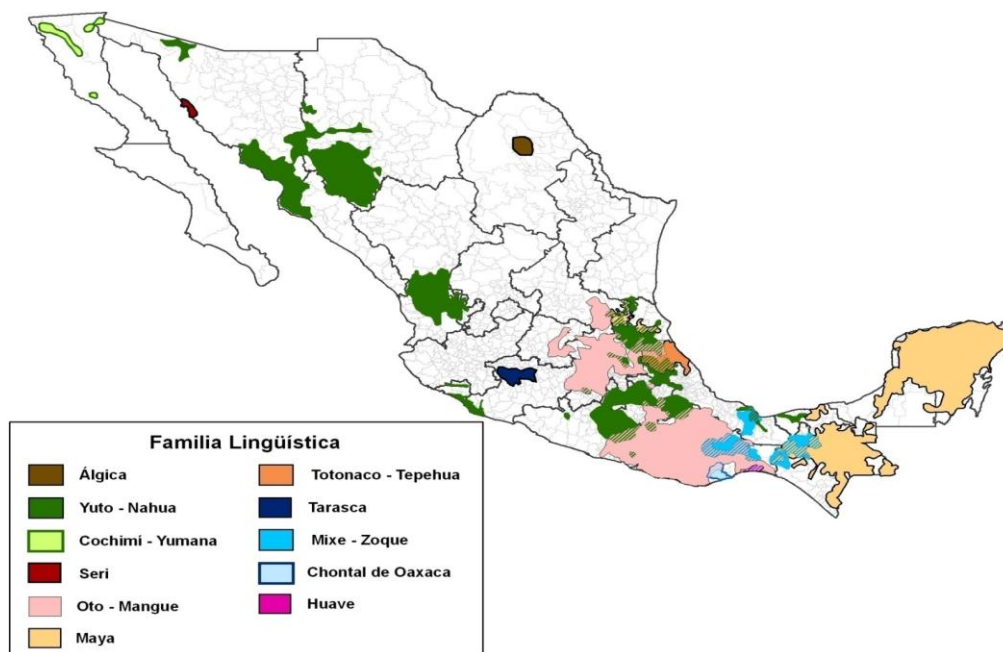 Familia Lingüística
Álgica
Yuto - Nahua
Cochimí - Yumana
Seri
Oto - Mangue
Maya
Totonaco - Tepehua
Tarasca
Mixe - Zoque
Chontal de Oaxaca
Huave